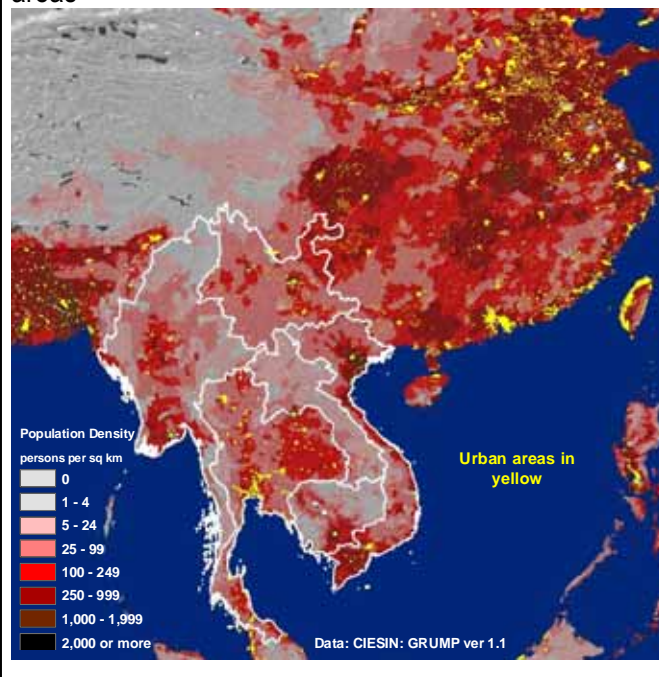 areas
Urban areas in
yellow
Population Density
persons per sq km
0
1 - 4
5 - 24
25 - 99
100 - 249
250 - 999
1,000 - 1,999
2,000 or more
Data: CIESIN: GRUMP ver 1.1